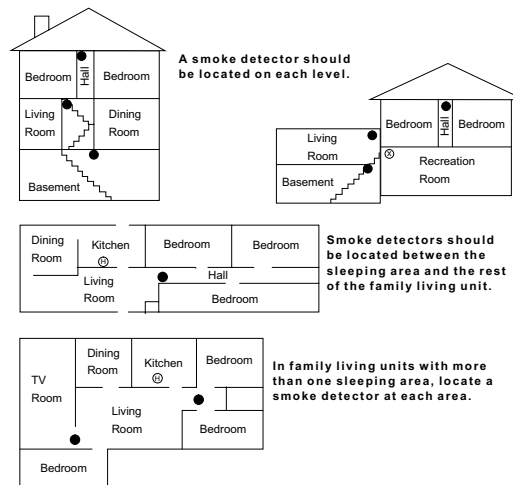 A smoke detector should
be located on each level.
Bedroom
Hall
Bedroom
Living
Room
Dining
Room
Basement
Bedroom
Hall
Bedroom
Living
Room
X
Recreation
Room
Basement
Dining
Room
Kitchen
H
Bedroom
Bedroom
Living
Room
Hall
Bedroom
Smoke detectors should
be located between the
sleeping area and the rest
of the family living unit.
TV
Room
Dining
Room
Kitchen
H
Bedroom
Living
Room
Bedroom
Bedroom
In family living units with more
than one sleeping area, locate a
smoke detector at each area.